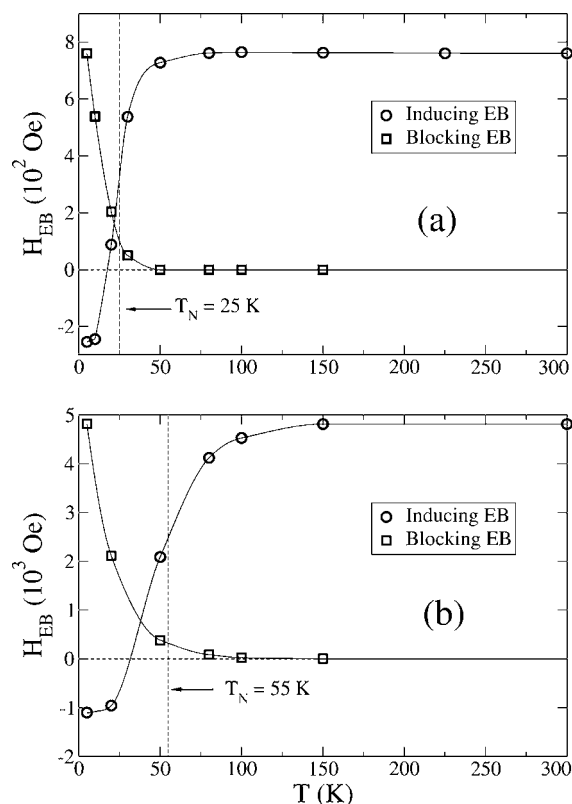 (a)
8
6
4
2
0
-2
H_EB (10^2 Oe)
Inducing EB
Blocking EB
(a)
T_N = 25 K
0 50 100 150 200 250 300
5
4
3
2
1
0
-1
-2
H_EB (10^3 Oe)
Inducing EB
Blocking EB
(b)
T_N = 55 K
0 50 100 150 200 250 300
T (K)